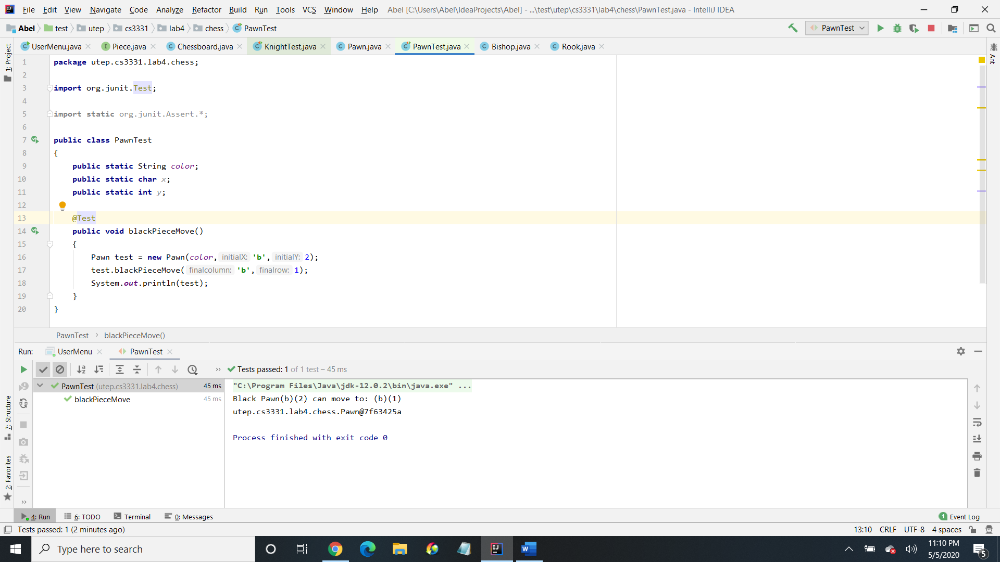 File Edit View Navigate Code Analyze Refactor Build Run Tools VCS Window Help Abel [C:\Users\Abel\IdeaProjects\Abel] - ...\test\utep\cs3331\lab4\chess\PawnTest.java - IntelliJ IDEA
Abel test utep cs3331 lab4 chess PawnTest PawnTest
UserMenu.java Piece.java Chessboard.java KnightTest.java Pawn.java PawnTest.java Bishop.java Rook.java
1: Project
Ant
1 package utep.cs3331.lab4.chess;
2
3 import org.junit.Test;
4
5 import static org.junit.Assert.*;
6
7 public class PawnTest
8 {
9 public static String color;
10 public static char x;
11 public static int y;
12
13 @Test
14 public void blackPieceMove()
15 {
16 Pawn test = new Pawn(color, initialX: 'b', initialY: 2);
17 test.blackPieceMove( finalcolumn: 'b', finalrow: 1);
18 System.out.println(test);
19 }
20 }
PawnTest › blackPieceMove()
Run: UserMenu PawnTest
Tests passed: 1 of 1 test – 45 ms
PawnTest (utep.cs3331.lab4.chess) 45 ms
blackPieceMove 45 ms
"C:\Program Files\Java\jdk-12.0.2\bin\java.exe" ...
Black Pawn(b)(2) can move to: (b)(1)
utep.cs3331.lab4.chess.Pawn@7f63425a
Process finished with exit code 0
7: Structure
2: Favorites
4: Run 6: TODO Terminal 0: Messages 1 Event Log
Tests passed: 1 (2 minutes ago) 13:10 CRLF UTF-8 4 spaces
Type here to search
11:10 PM
5/5/2020
5